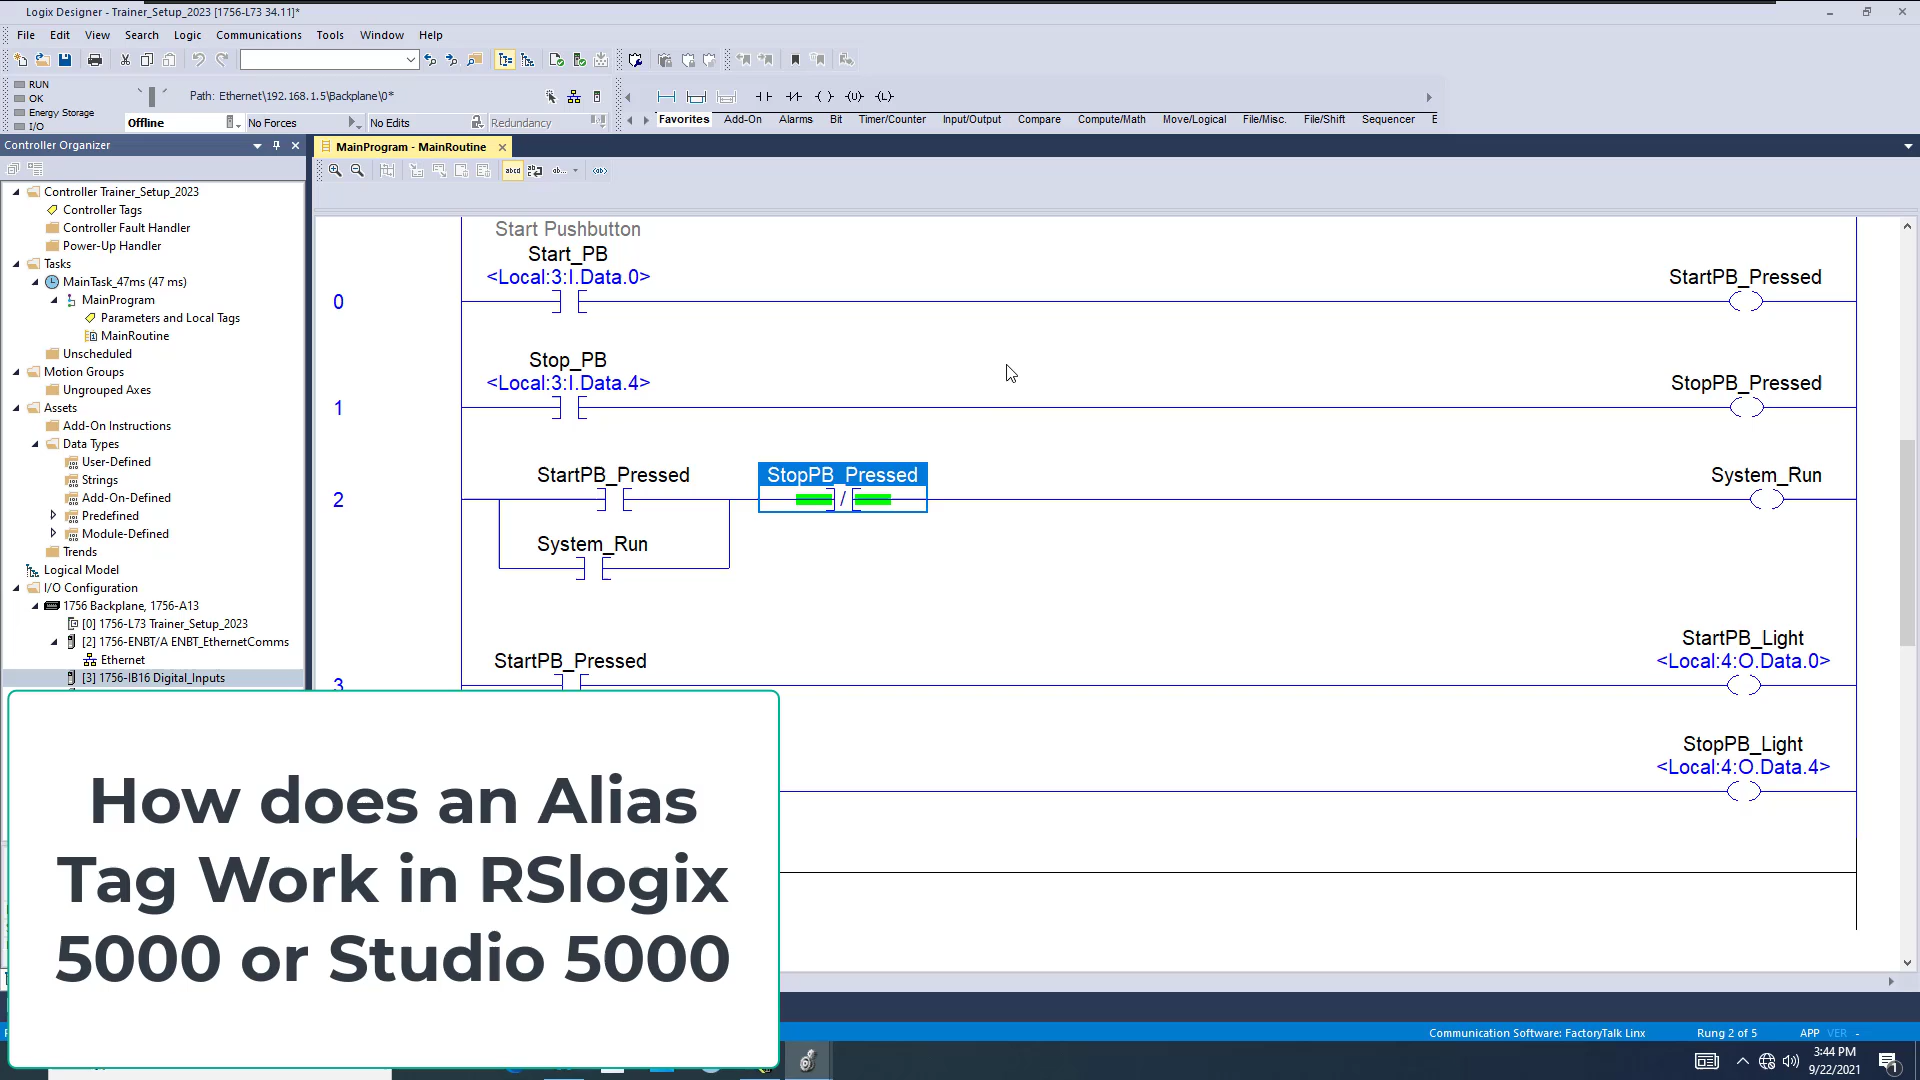 Logix Designer - Trainer_Setup_2023 [1756-L73 34.11]*
File Edit View Search Logic Communications Tools Window Help
RUN
OK
Energy Storage
I/O
Path: Ethernet\192.168.1.5\Backplane\0*
Offline No Forces No Edits Redundancy
Favorites Add-On Alarms Bit Timer/Counter Input/Output Compare Compute/Math Move/Logical File/Misc. File/Shift Sequencer E
Controller Organizer
MainProgram - MainRoutine
Controller Trainer_Setup_2023
Controller Tags
Controller Fault Handler
Power-Up Handler
Tasks
MainTask_47ms (47 ms)
MainProgram
Parameters and Local Tags
MainRoutine
Unscheduled
Motion Groups
Ungrouped Axes
Assets
Add-On Instructions
Data Types
User-Defined
Strings
Add-On-Defined
Predefined
Module-Defined
Trends
Logical Model
I/O Configuration
1756 Backplane, 1756-A13
[0] 1756-L73 Trainer_Setup_2023
[2] 1756-ENBT/A ENBT_EthernetComms
Ethernet
[3] 1756-IB16 Digital_Inputs
Start Pushbutton
Start_PB
<Local:3:I.Data.0>
StartPB_Pressed
0
Stop_PB
<Local:3:I.Data.4>
StopPB_Pressed
1
StartPB_Pressed StopPB_Pressed System_Run
2
System_Run
StartPB_Light
StartPB_Pressed <Local:4:O.Data.0>
3
StopPB_Light
<Local:4:O.Data.4>
How does an Alias
Tag Work in RSlogix
5000 or Studio 5000
Communication Software: FactoryTalk Linx Rung 2 of 5 APP VER -
3:44 PM
9/22/2021
1